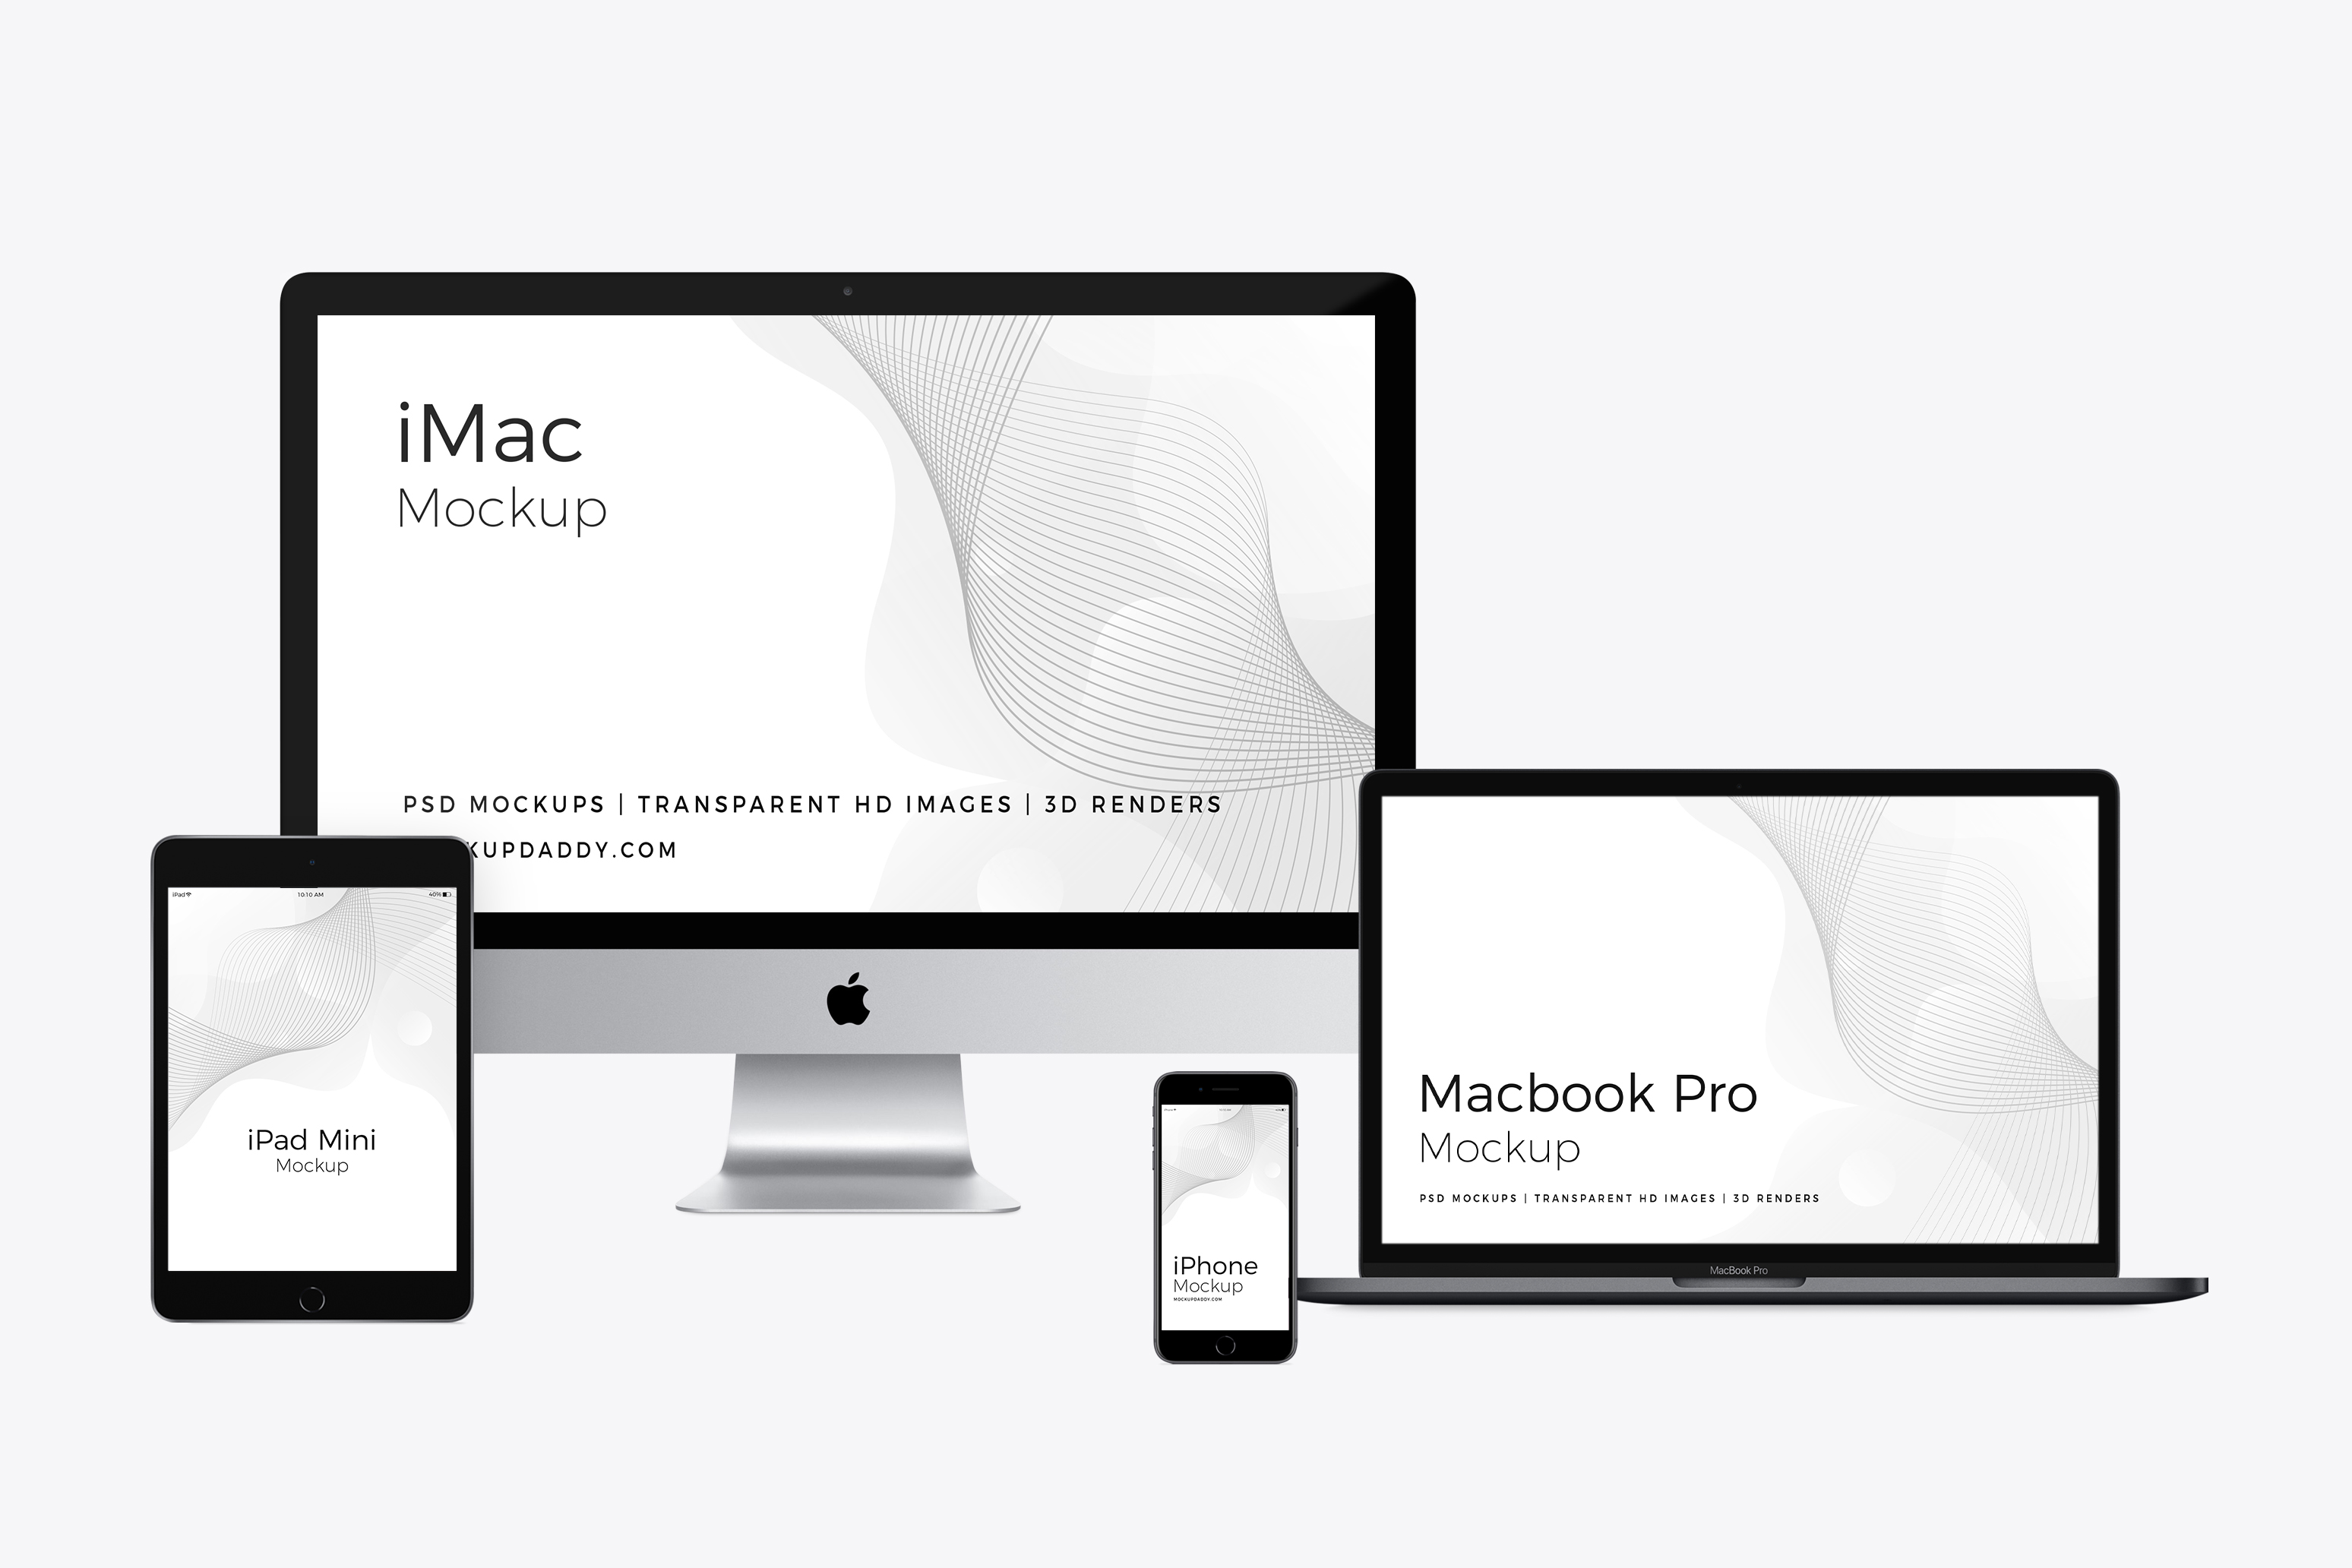 iMac
Mockup
PSD MOCKUPS | TRANSPARENT HD IMAGES | 3D RENDERS
KUPDADDY.COM
iPad
10:10 AM
40%
iPad Mini
Mockup
iPhone
Mockup
MOCKUPDADDY.COM
Macbook Pro
Mockup
PSD MOCKUPS | TRANSPARENT HD IMAGES | 3D RENDERS
MacBook Pro